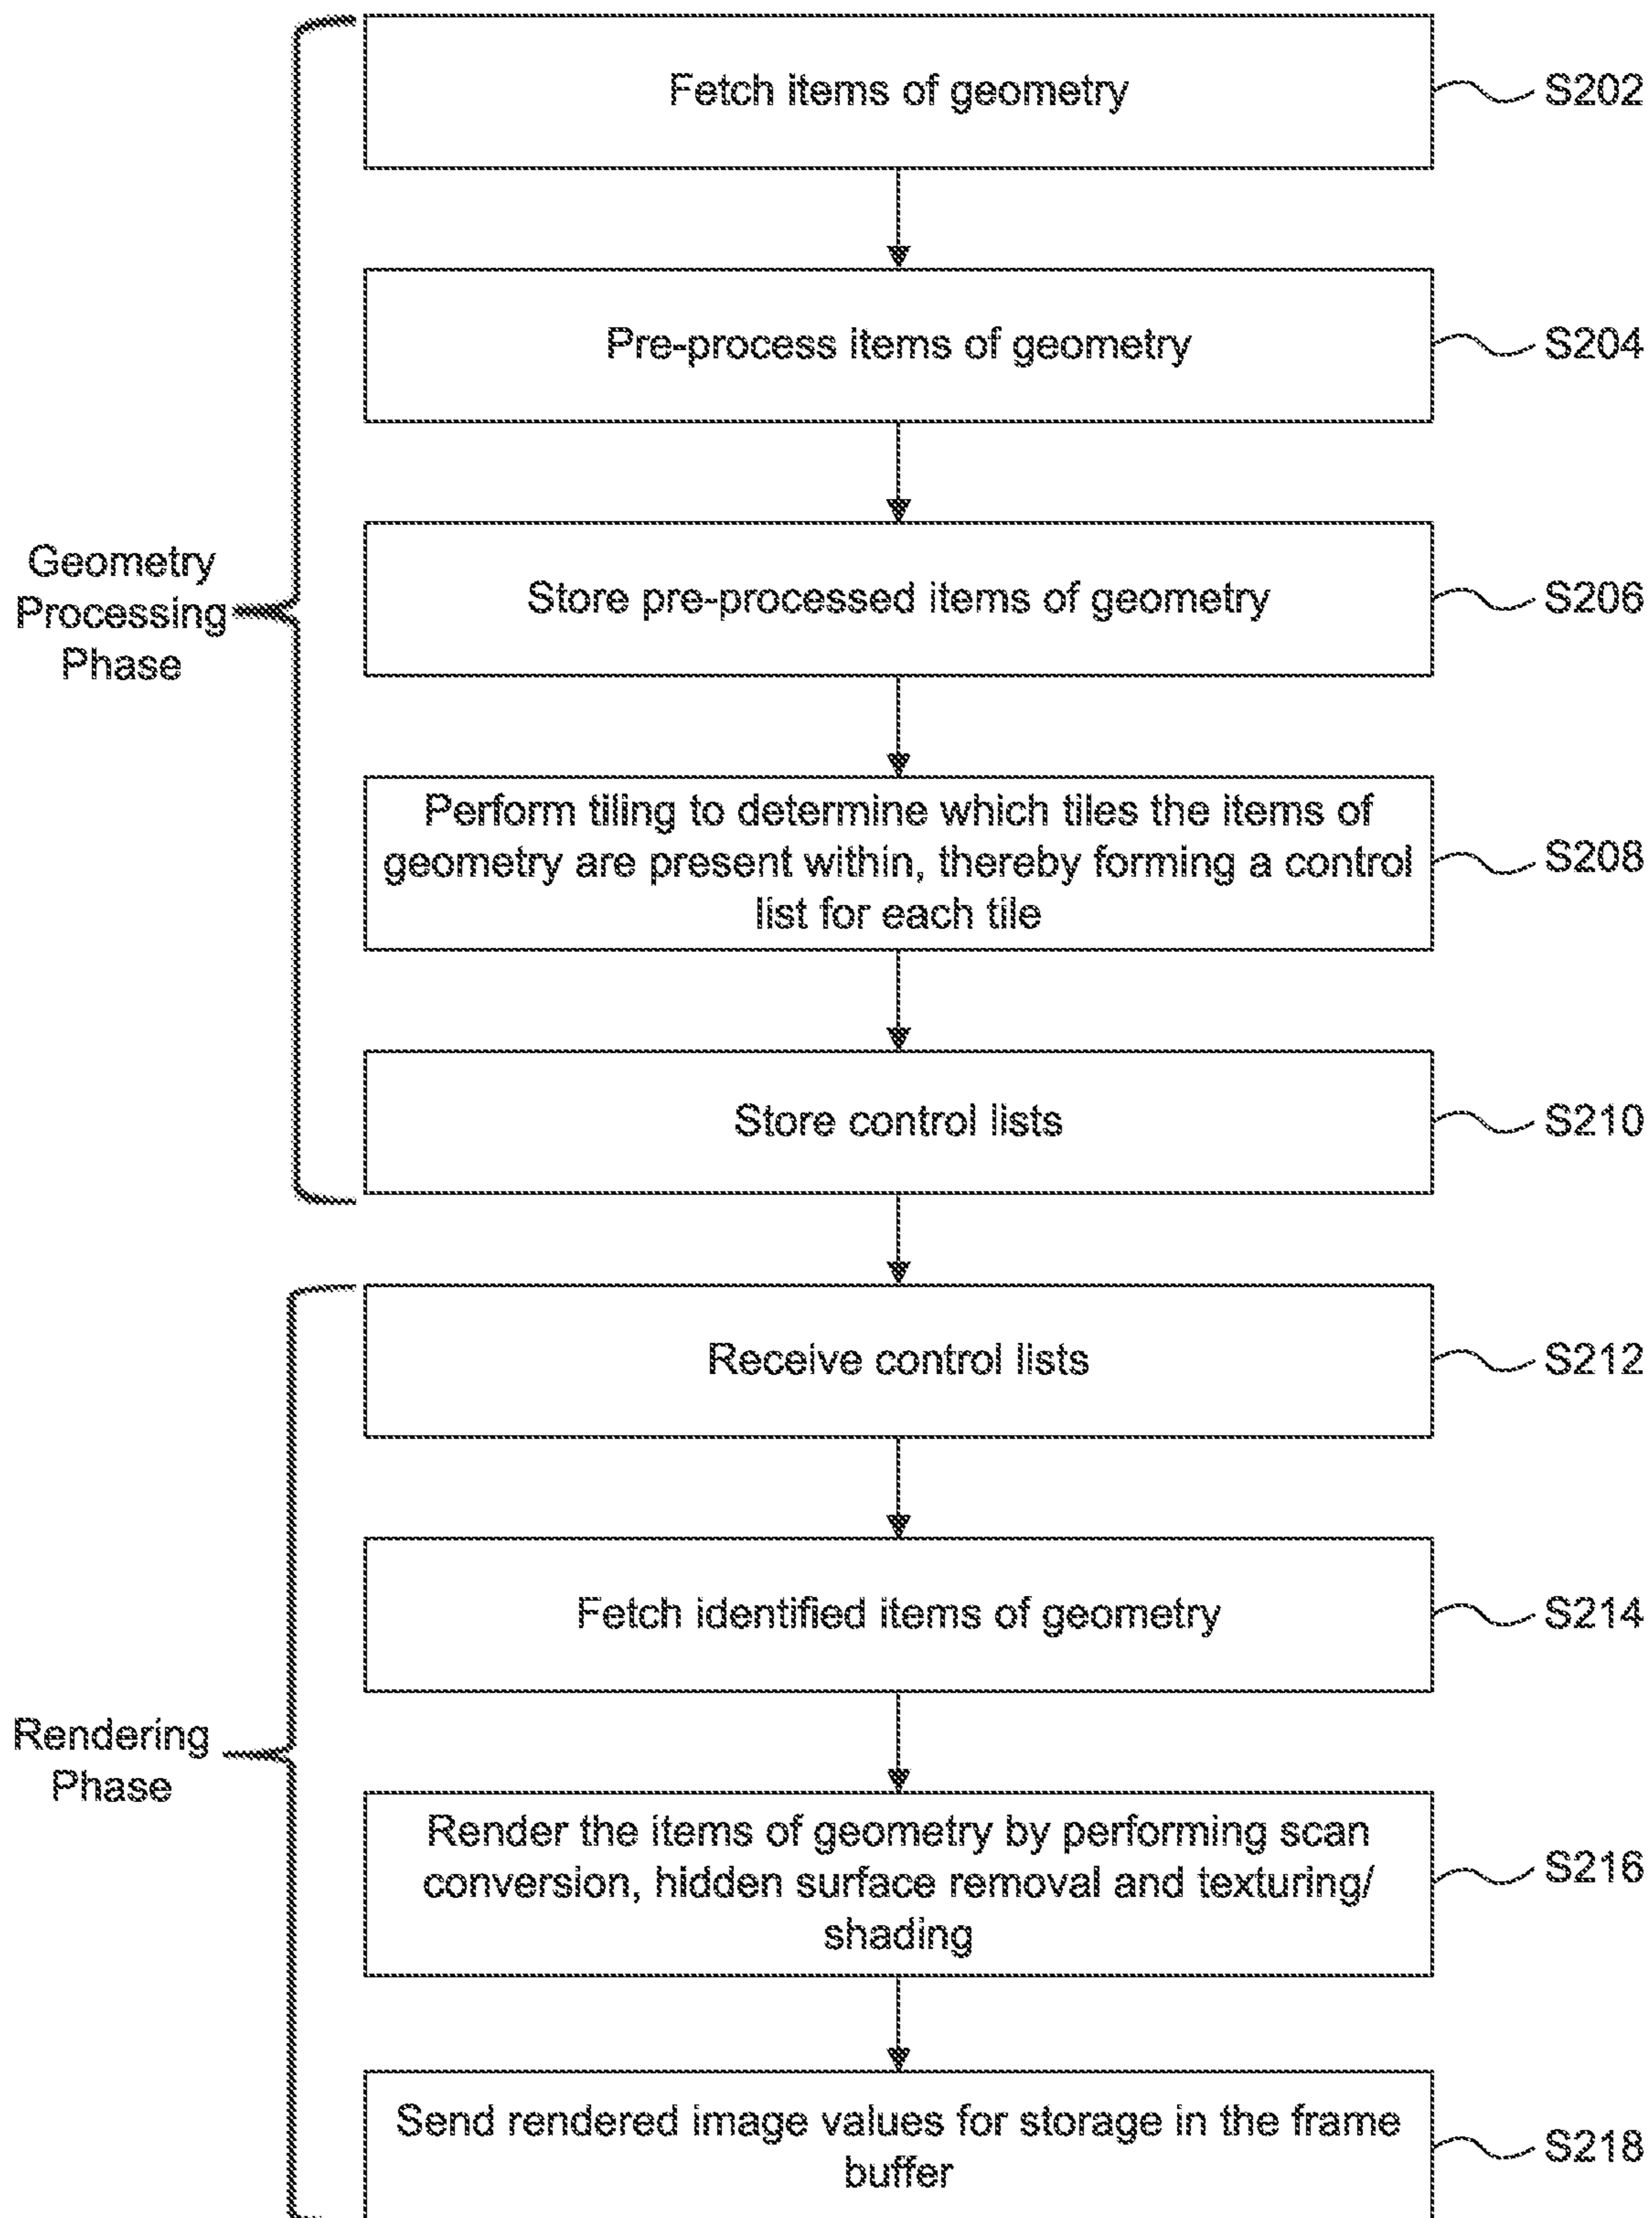 Fetch items of geometry
S202
Pre-process items of geometry
S204
Geometry
Processing
Phase
Store pre-processed items of geometry
S206
Perform tiling to determine which tiles the items of
geometry are present within, thereby forming a control
list for each tile
S208
Store control lists
S210
Receive control lists
S212
Fetch identified items of geometry
S214
Rendering
Phase
Render the items of geometry by performing scan
conversion, hidden surface removal and texturing/
shading
S216
Send rendered image values for storage in the frame
buffer
S218